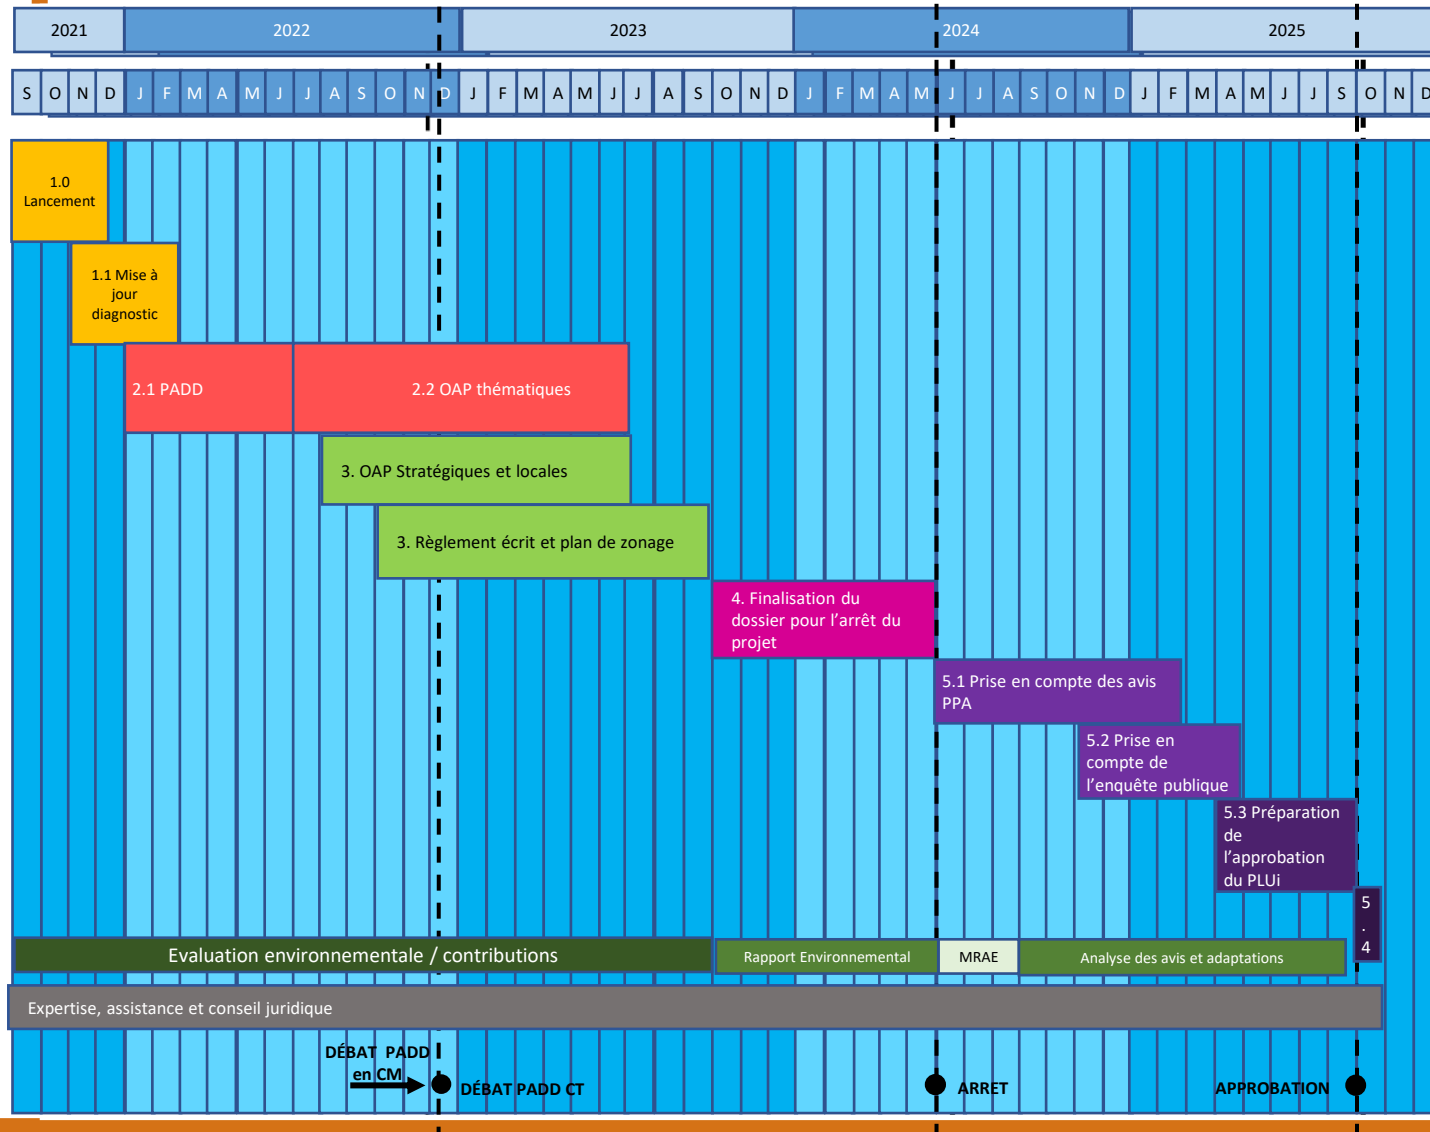 2021 2022 2023 2024 2025
S O N D J F M A M J J A S O N D J F M A M J J A S O N D J F M A M J J A S O N D J F M A M J J S O N D
1.0
Lancement
1.1 Mise à
jour
diagnostic
2.1 PADD
2.2 OAP thématiques
3. OAP Stratégiques et locales
3. Règlement écrit et plan de zonage
4. Finalisation du
dossier pour l'arrêt du
projet
5.1 Prise en compte des avis
PPA
5.2 Prise en
compte de
l'enquête publique
5.3 Préparation
de
l'approbation
du PLUi
5
.
4
Evaluation environnementale / contributions
Rapport Environnemental
MRAE
Analyse des avis et adaptations
Expertise, assistance et conseil juridique
DÉBAT PADD
en CM
DÉBAT PADD CT
ARRET
APPROBATION